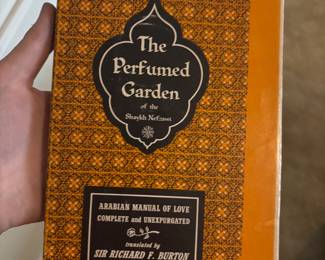 The
Perfumed
Garden
of the
Shaykh Nefzawi
ARABIAN MANUAL OF LOVE
COMPLETE and UNEXPURGATED
translated by
SIR RICHARD F. BURTON